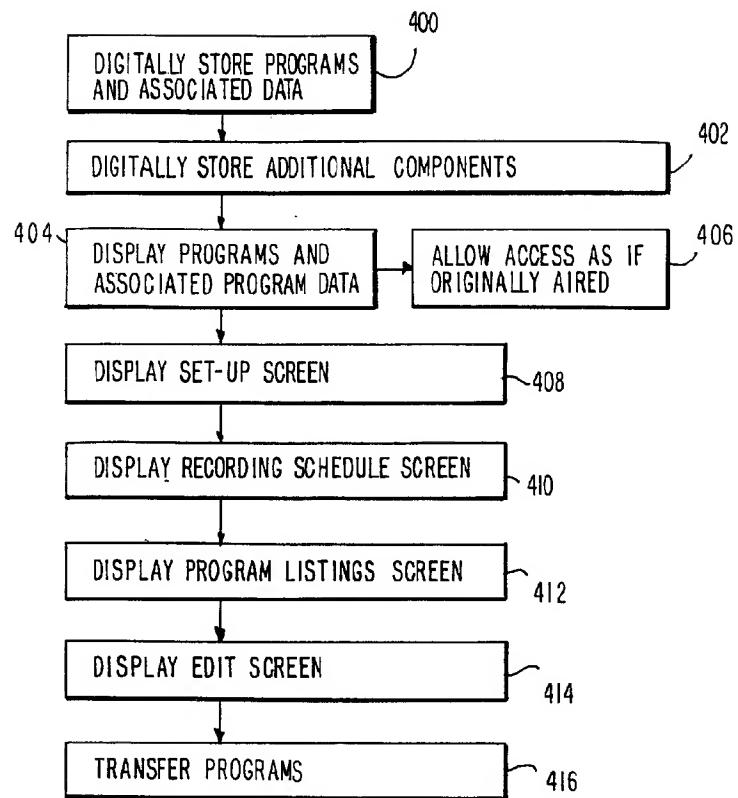 400
DIGITALLY STORE PROGRAMS
AND ASSOCIATED DATA
402
DIGITALLY STORE ADDITIONAL COMPONENTS
404
DISPLAY PROGRAMS AND
ASSOCIATED PROGRAM DATA
406
ALLOW ACCESS AS IF
ORIGINALLY AIRED
DISPLAY SET-UP SCREEN
408
DISPLAY RECORDING SCHEDULE SCREEN
410
DISPLAY PROGRAM LISTINGS SCREEN
412
DISPLAY EDIT SCREEN
414
TRANSFER PROGRAMS
416